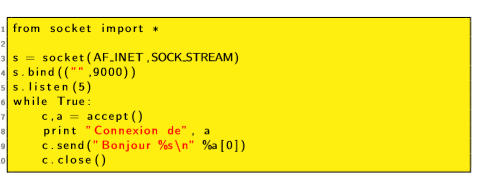 1 from socket import *
2
3 s = socket(AF_INET,SOCK_STREAM)
4 s.bind(("",9000))
5 s.listen(5)
6 while True:
7 c,a = accept()
8 print "Connexion de", a
9 c.send("Bonjour %s\n" %a[0])
0 c.close()